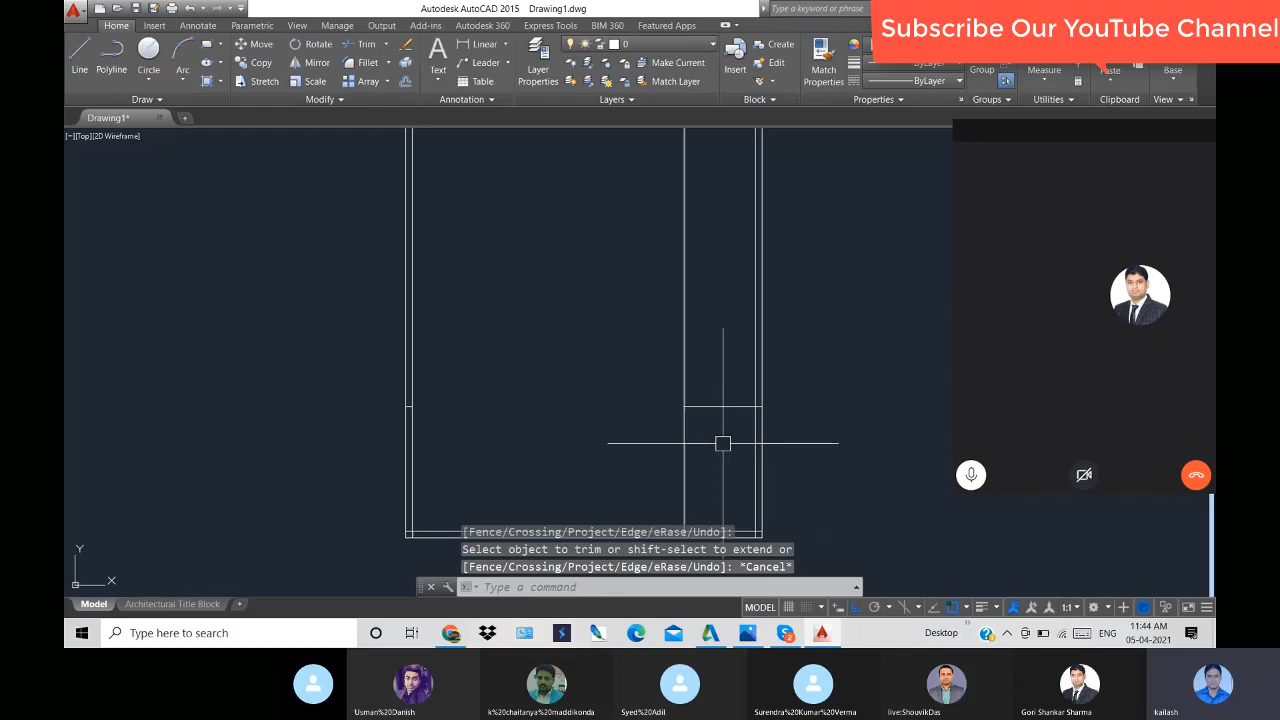 Autodesk AutoCAD 2015 Drawing1.dwg
Type a keyword or phrase
Subscribe Our YouTube Channel
Home Insert Annotate Parametric View Manage Output Add-ins Autodesk 360 Express Tools BIM 360 Featured Apps
Line Polyline Circle Arc
Move Rotate Trim
Copy Mirror Fillet
Stretch Scale Array
Text Linear
Leader
Table
Layer Properties
0
Make Current
Match Layer
Insert Create
Edit
Match Properties
ByLayer
ByLayer
Group Measure Paste Base
Draw Modify Annotation Layers Block Properties Groups Utilities Clipboard View
Drawing1*
[−][Top][2D Wireframe]
[Fence/Crossing/Project/Edge/eRase/Undo]:
Select object to trim or shift-select to extend or
[Fence/Crossing/Project/Edge/eRase/Undo]: *Cancel*
Type a command
Y
X
Model Architectural Title Block
MODEL 1:1
Type here to search
Desktop ENG 11:44 AM
05-04-2021
Usman%20Danish k%20chaitanya%20maddikonda Syed%20Adil Surendra%20Kumar%20Verma live:ShouvikDas Gori Shankar Sharma kailash